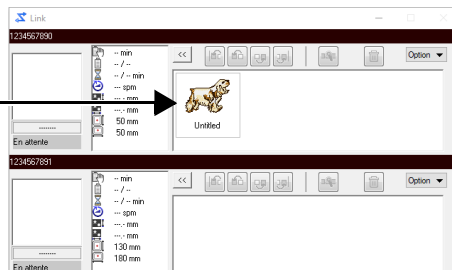 Link
1234567890
-- min
-- / --
-- / -- min
--- spm
---.- mm
---.- mm
50 mm
50 mm
<<
Option
Untitled
--------
En attente
1234567891
-- min
-- / --
-- / -- min
--- spm
---.- mm
---.- mm
130 mm
180 mm
<<
Option
--------
En attente